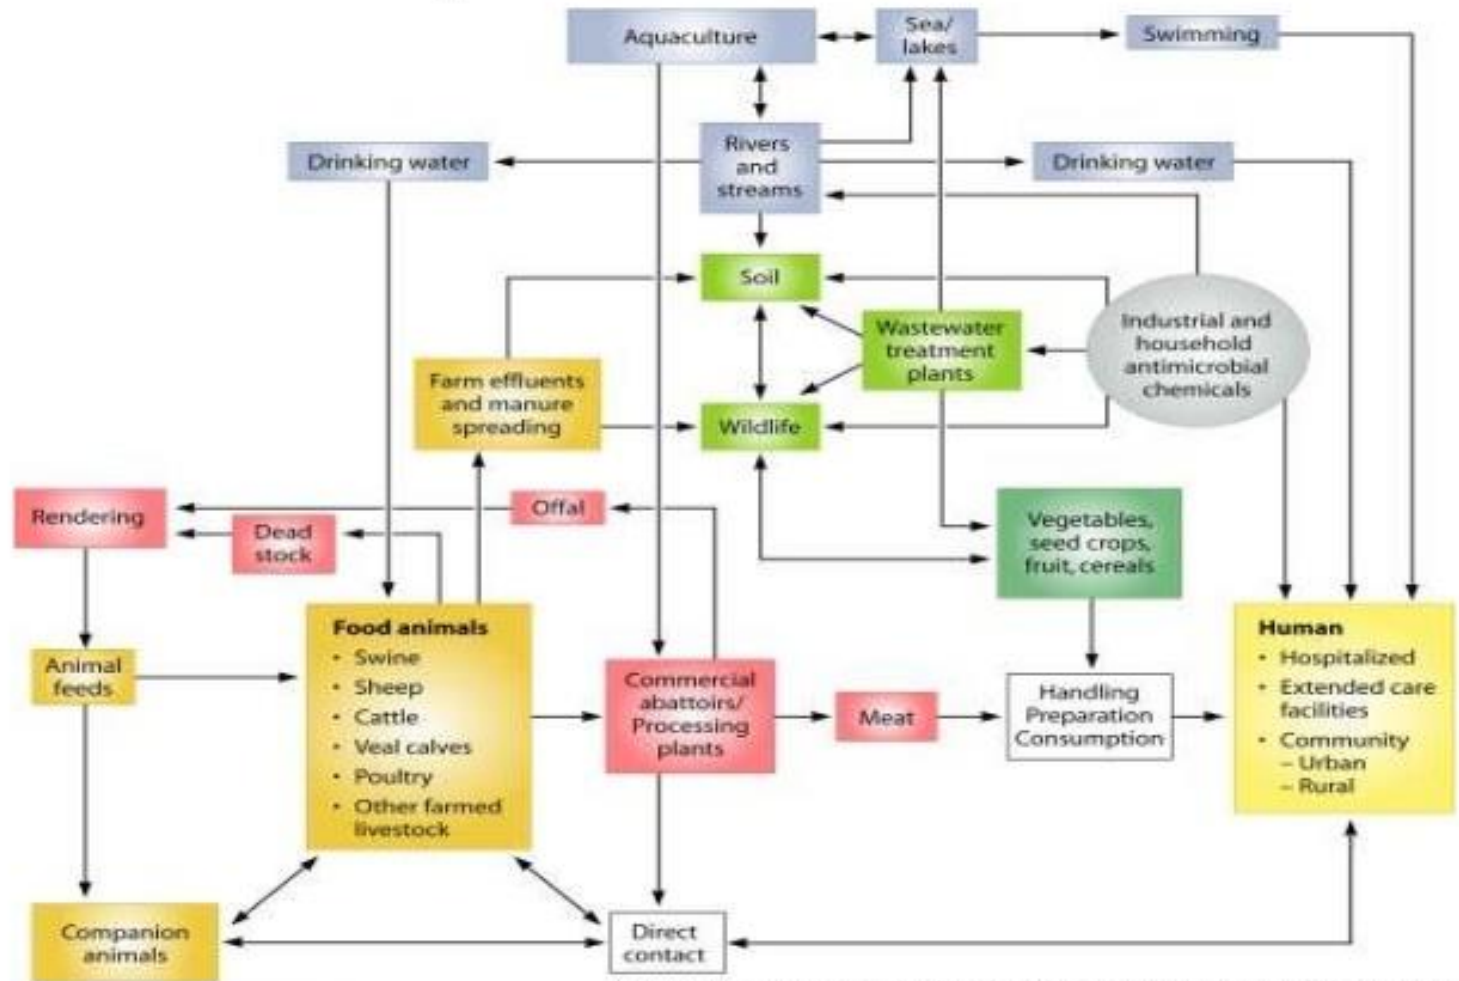 Aquaculture
Sea/
lakes
Swimming
Drinking water
Rivers
and
streams
Drinking water
Soil
Wastewater
treatment
plants
Industrial and
household
antimicrobial
chemicals
Farm effluents
and manure
spreading
Wildlife
Rendering
Offal
Dead
stock
Vegetables,
seed crops,
fruit, cereals
Food animals
• Swine
• Sheep
• Cattle
• Veal calves
• Poultry
• Other farmed
livestock
Animal
feeds
Commercial
abattoirs/
Processing
plants
Meat
Handling
Preparation
Consumption
Human
• Hospitalized
• Extended care
facilities
• Community
– Urban
– Rural
Companion
animals
Direct
contact